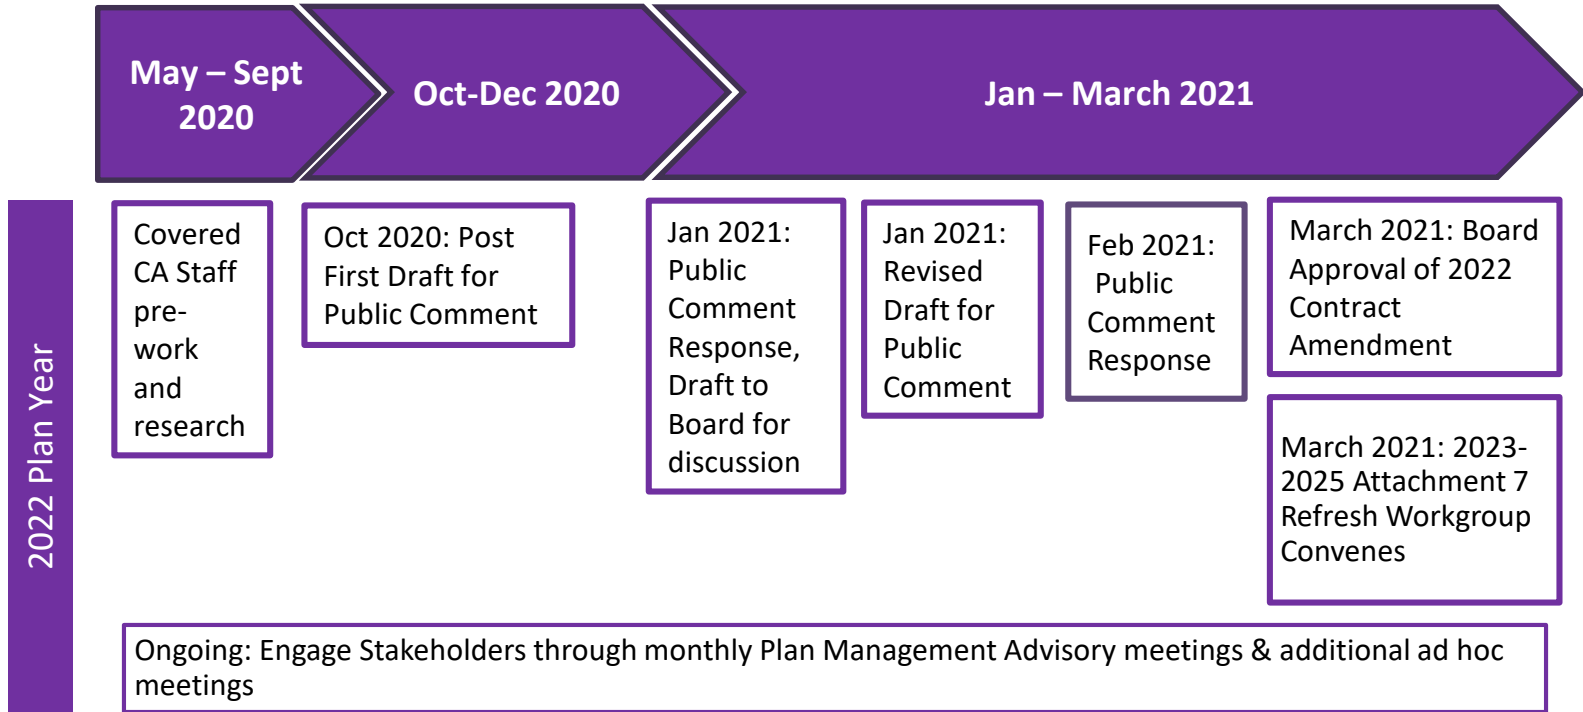 May – Sept
2020
Oct-Dec 2020
Jan – March 2021
2022 Plan Year
Covered
CA Staff
pre-
work
and
research
Oct 2020: Post
First Draft for
Public Comment
Jan 2021:
Public
Comment
Response,
Draft to
Board for
discussion
Jan 2021:
Revised
Draft for
Public
Comment
Feb 2021:
Public
Comment
Response
March 2021: Board
Approval of 2022
Contract
Amendment
March 2021: 2023-
2025 Attachment 7
Refresh Workgroup
Convenes
Ongoing: Engage Stakeholders through monthly Plan Management Advisory meetings & additional ad hoc
meetings